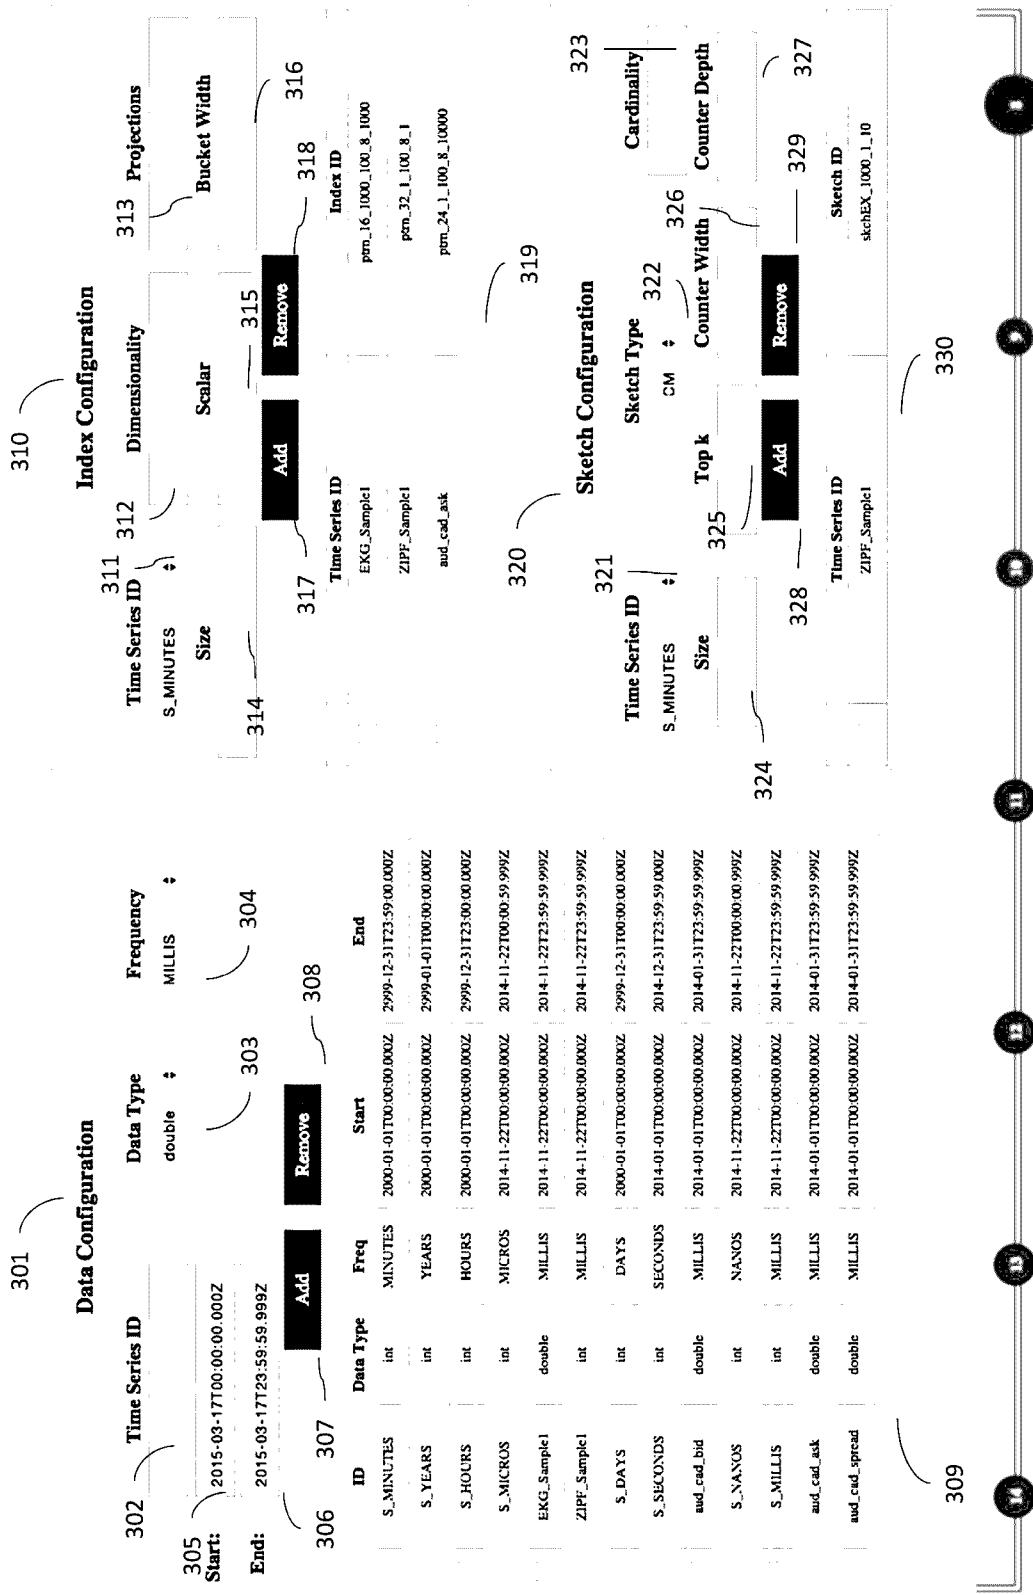 301
Data Configuration
302
Time Series ID
Data Type
Frequency
double
303
MILLIS
304
305
Start:
2015-03-17T00:00:00.000Z
End:
2015-03-17T23:59:59.999Z
306
307
Add
Remove
308
ID Data Type Freq Start End
S_MINUTES int MINUTES 2000-01-01T00:00:00.000Z 2999-12-31T23:59:00.000Z
S_YEARS int YEARS 2000-01-01T00:00:00.000Z 2999-01-01T00:00:00.000Z
S_HOURS int HOURS 2000-01-01T00:00:00.000Z 2999-12-31T23:00:00.000Z
S_MICROS int MICROS 2014-11-22T00:00:00.000Z 2014-11-22T00:00:59.999Z
EKG_Sample1 double MILLIS 2014-11-22T00:00:00.000Z 2014-11-22T23:59:59.999Z
ZIPF_Sample1 int MILLIS 2014-11-22T00:00:00.000Z 2014-11-22T23:59:59.999Z
S_DAYS int DAYS 2000-01-01T00:00:00.000Z 2999-12-31T00:00:00.000Z
S_SECONDS int SECONDS 2014-01-01T00:00:00.000Z 2014-12-31T23:59:59.000Z
aud_cad_bid double MILLIS 2014-01-01T00:00:00.000Z 2014-01-31T23:59:59.999Z
S_NANOS int NANOS 2014-11-22T00:00:00.000Z 2014-11-22T00:00:00.999Z
S_MILLIS int MILLIS 2014-11-22T00:00:00.000Z 2014-11-22T23:59:59.999Z
aud_cad_ask double MILLIS 2014-01-01T00:00:00.000Z 2014-01-31T23:59:59.999Z
aud_cad_spread double MILLIS 2014-01-01T00:00:00.000Z 2014-01-31T23:59:59.999Z
309
310
Index Configuration
311
312
313
Time Series ID
Dimensionality
Projections
S_MINUTES
Size
Scalar
Bucket Width
314
315
316
317
Add
Remove
318
Time Series ID Index ID
EKG_Sample1 ptrn_16_1000_100_8_1000
ZIPF_Sample1 ptrn_32_1_100_8_1
aud_cad_ask ptrn_24_1_100_8_10000
319
320
Sketch Configuration
321
322
323
Time Series ID
Sketch Type
Cardinality
S_MINUTES
CM
Size
Top k
Counter Width
Counter Depth
324
325
326
327
328
Add
Remove
329
Time Series ID Sketch ID
ZIPF_Sample1 skchEX_1000_1_10
330
14
13
12
11